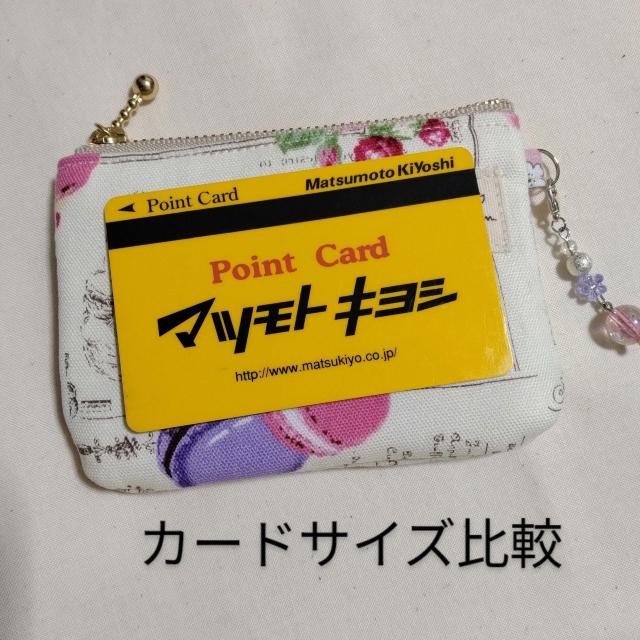 Point Card
Matsumoto KiYoshi
Point Card
マツモトキヨシ
http://www.matsukiyo.co.jp/
カードサイズ比較